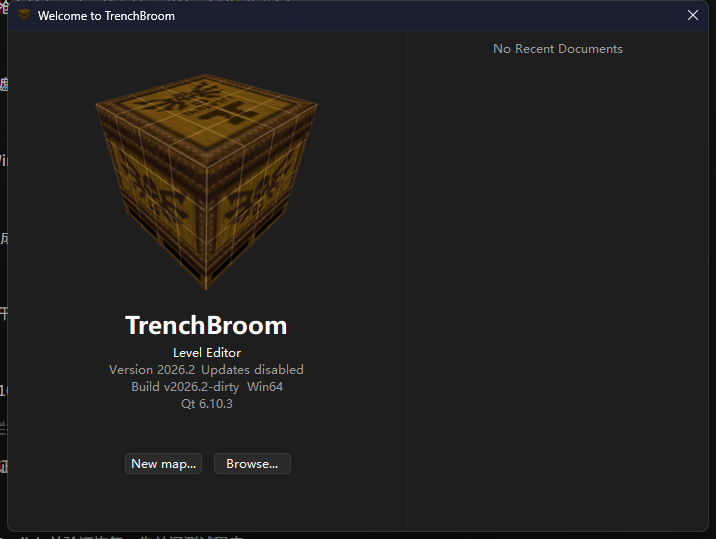 Welcome to TrenchBroom
No Recent Documents
TrenchBroom
Level Editor
Version 2026.2 Updates disabled
Build v2026.2-dirty Win64
Qt 6.10.3
New map...
Browse...